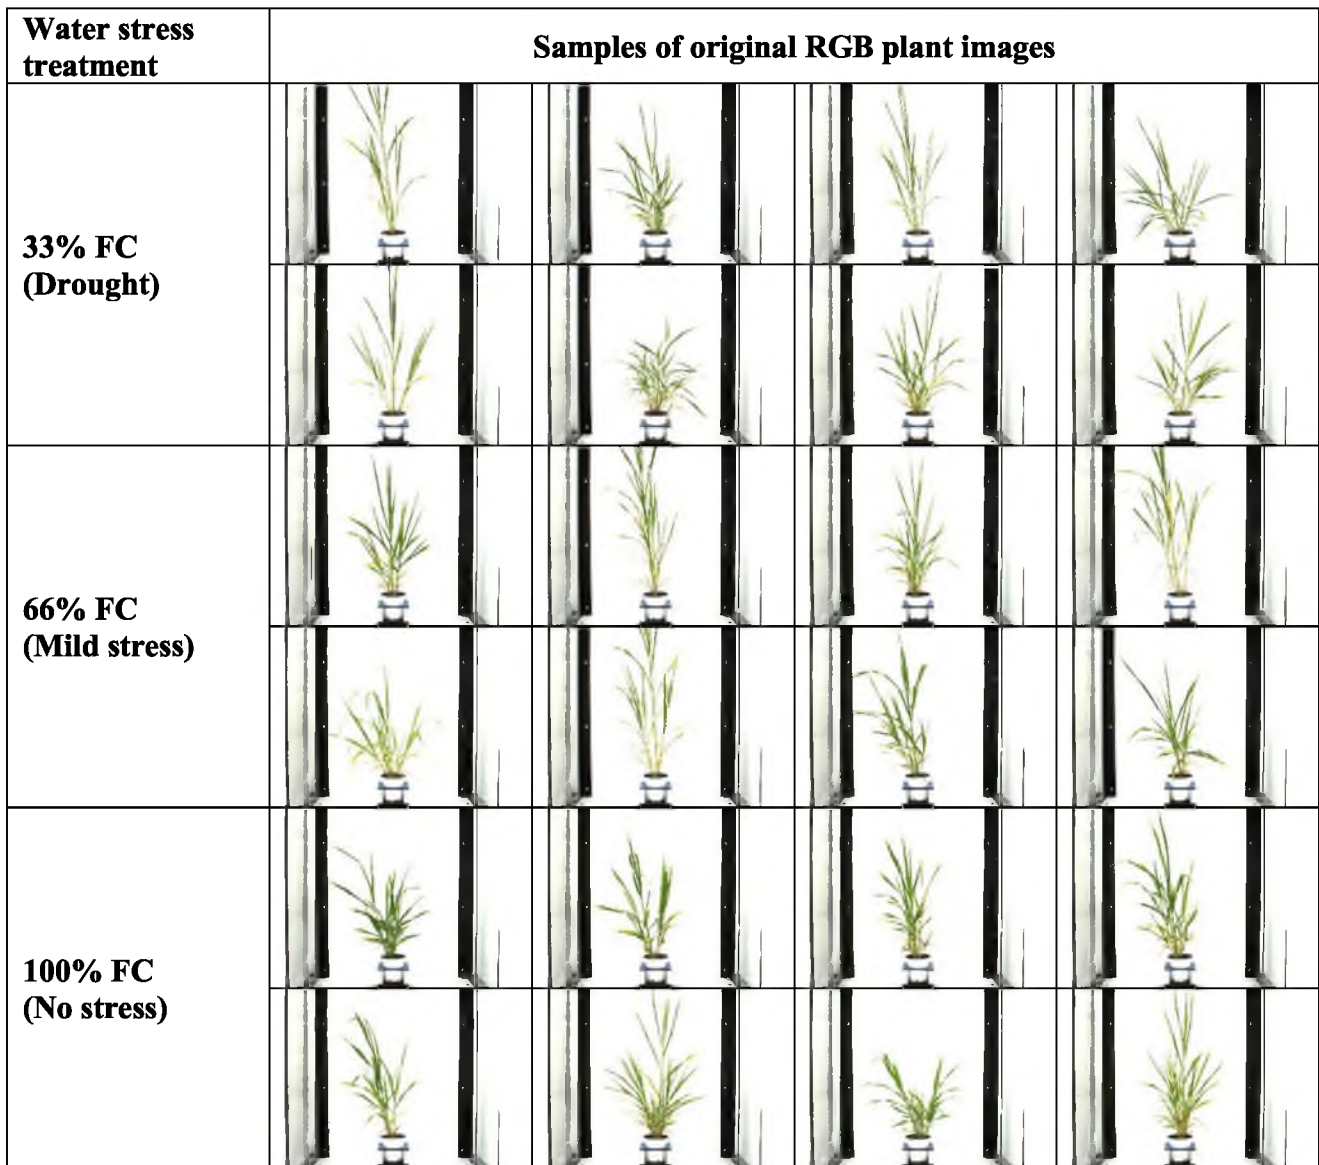 Water stress
treatment
Samples of original RGB plant images
33% FC
(Drought)
66% FC
(Mild stress)
100% FC
(No stress)